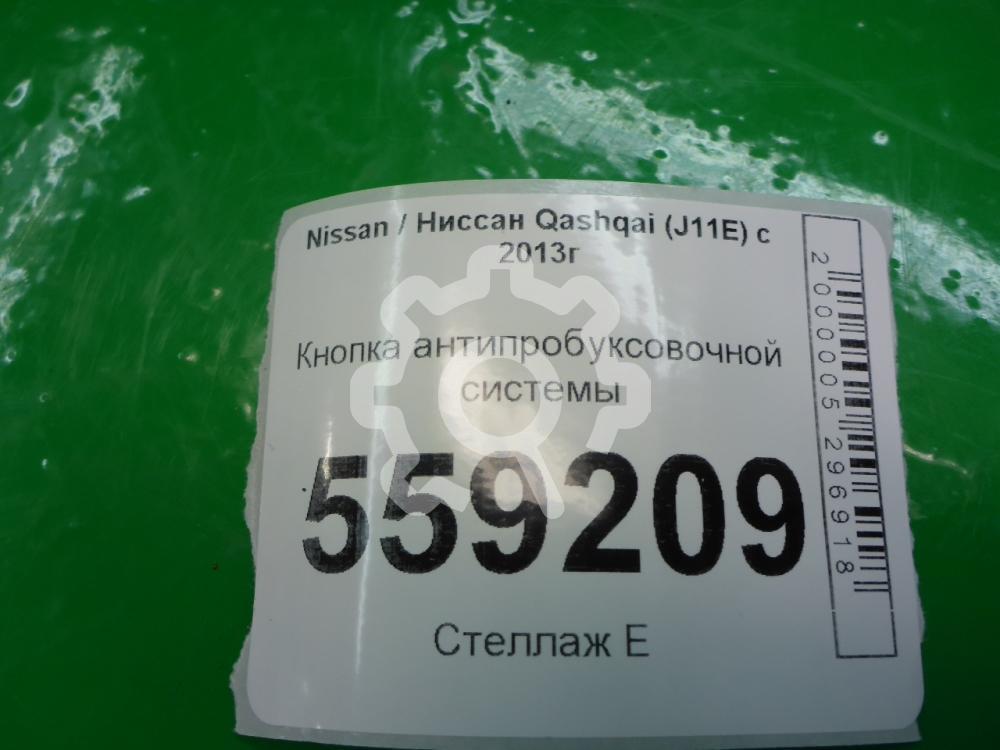 Nissan / Ниссан Qashqai (J11E) с
2013г
Кнопка антипробуксовочной
системы
559209
Стеллаж E
2000005296918